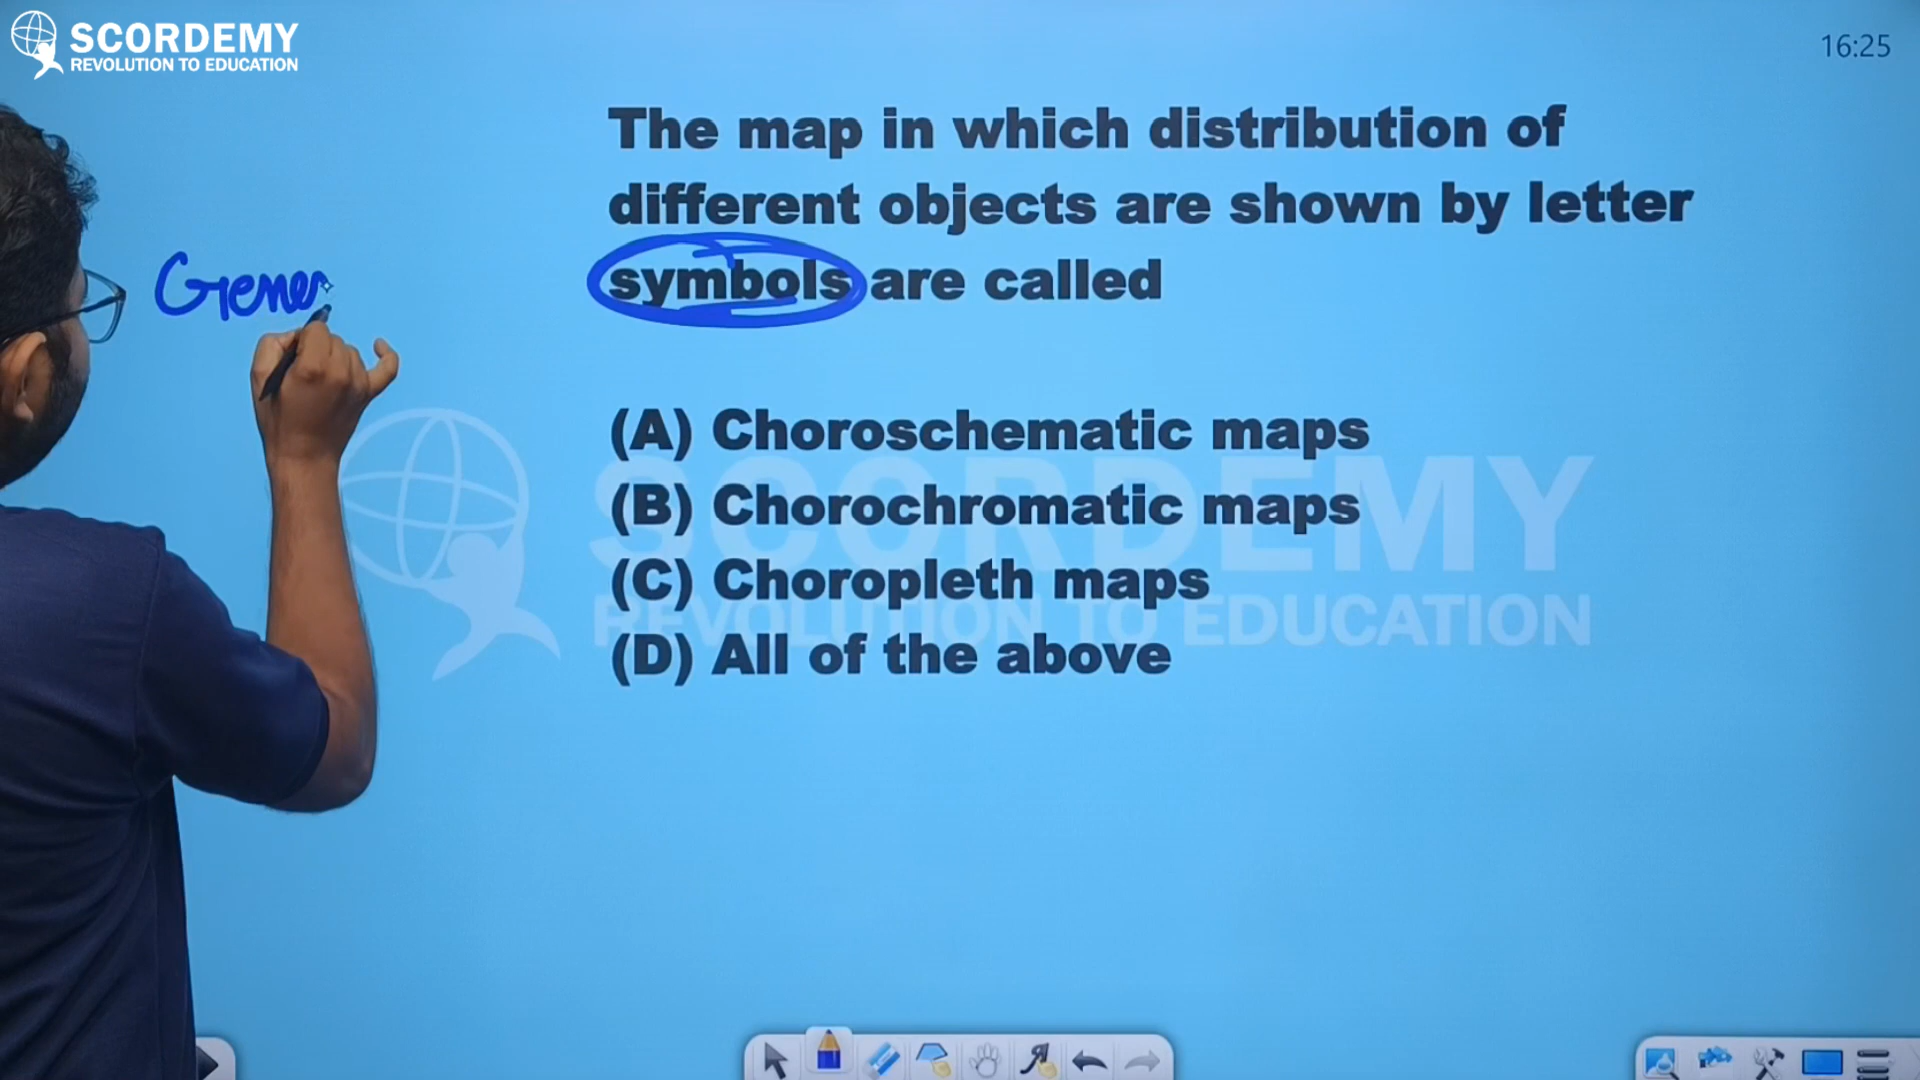 SCORDEMY
REVOLUTION TO EDUCATION
16:25
The map in which distribution of
different objects are shown by letter
symbols are called
Gener
(A) Choroschematic maps
(B) Chorochromatic maps
(C) Choropleth maps
(D) All of the above
SCORDEMY
REVOLUTION TO EDUCATION